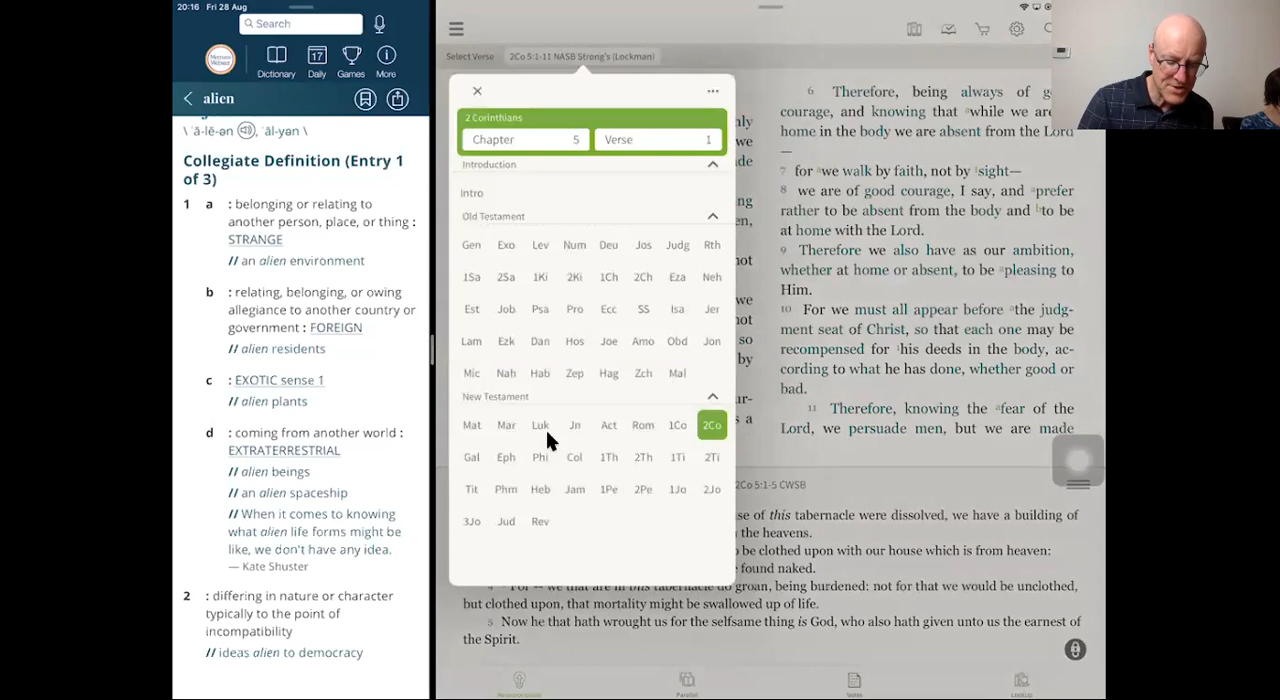 20:16 Fri 28 Aug
Search
Merriam Webster
Dictionary
17
Daily
Games
More
alien
\ ˈā-lē-ən , ˈāl-yən \
Collegiate Definition (Entry 1
of 3)
1 a : belonging or relating to
another person, place, or thing :
STRANGE
// an alien environment
b : relating, belonging, or owing
allegiance to another country or
government : FOREIGN
// alien residents
c : EXOTIC sense 1
// alien plants
d : coming from another world :
EXTRATERRESTRIAL
// alien beings
// an alien spaceship
// When it comes to knowing
what alien life forms might be
like, we don't have any idea.
— Kate Shuster
2 : differing in nature or character
typically to the point of
incompatibility
// ideas alien to democracy
Select Verse 2Co 5:1-11 NASB Strong's (Lockman)
2 Corinthians
Chapter 5 Verse 1
Introduction
Intro
Old Testament
Gen Exo Lev Num Deu Jos Judg Rth
1Sa 2Sa 1Ki 2Ki 1Ch 2Ch Eza Neh
Est Job Psa Pro Ecc SS Isa Jer
Lam Ezk Dan Hos Joe Amo Obd Jon
Mic Nah Hab Zep Hag Zch Mal
New Testament
Mat Mar Luk Jn Act Rom 1Co 2Co
Gal Eph Phi Col 1Th 2Th 1Ti 2Ti
Tit Phm Heb Jam 1Pe 2Pe 1Jo 2Jo
3Jo Jud Rev
6 Therefore, being always of
courage, and knowing that a while we are
home in the body we are absent from the Lord
—
7 for a we walk by faith, not by 1 sight—
8 we are of good courage, I say, and a prefer
rather to be absent from the body and b to be
at home with the Lord.
9 Therefore we also have as our ambition,
whether at home or absent, to be a pleasing to
Him.
10 For we must all appear before a the judg-
ment seat of Christ, so that each one may be
recompensed for 1 his deeds in the body, ac-
cording to what he has done, whether good or
bad.
11 Therefore, knowing the a fear of the
Lord, we persuade men, but we are made
2Co 5:1-5 CWSB
se of this tabernacle were dissolved, we have a building of
the heavens.
be clothed upon with our house which is from heaven:
found naked.
4 For we that are in this tabernacle do groan, being burdened: not for that we would be unclothed,
but clothed upon, that mortality might be swallowed up of life.
5 Now he that hath wrought us for the selfsame thing is God, who also hath given unto us the earnest of
the Spirit.
Resource Guide Parallel Notes Lookup